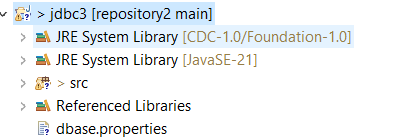 > jdbc3 [repository2 main]
JRE System Library [CDC-1.0/Foundation-1.0]
JRE System Library [JavaSE-21]
> src
Referenced Libraries
dbase.properties